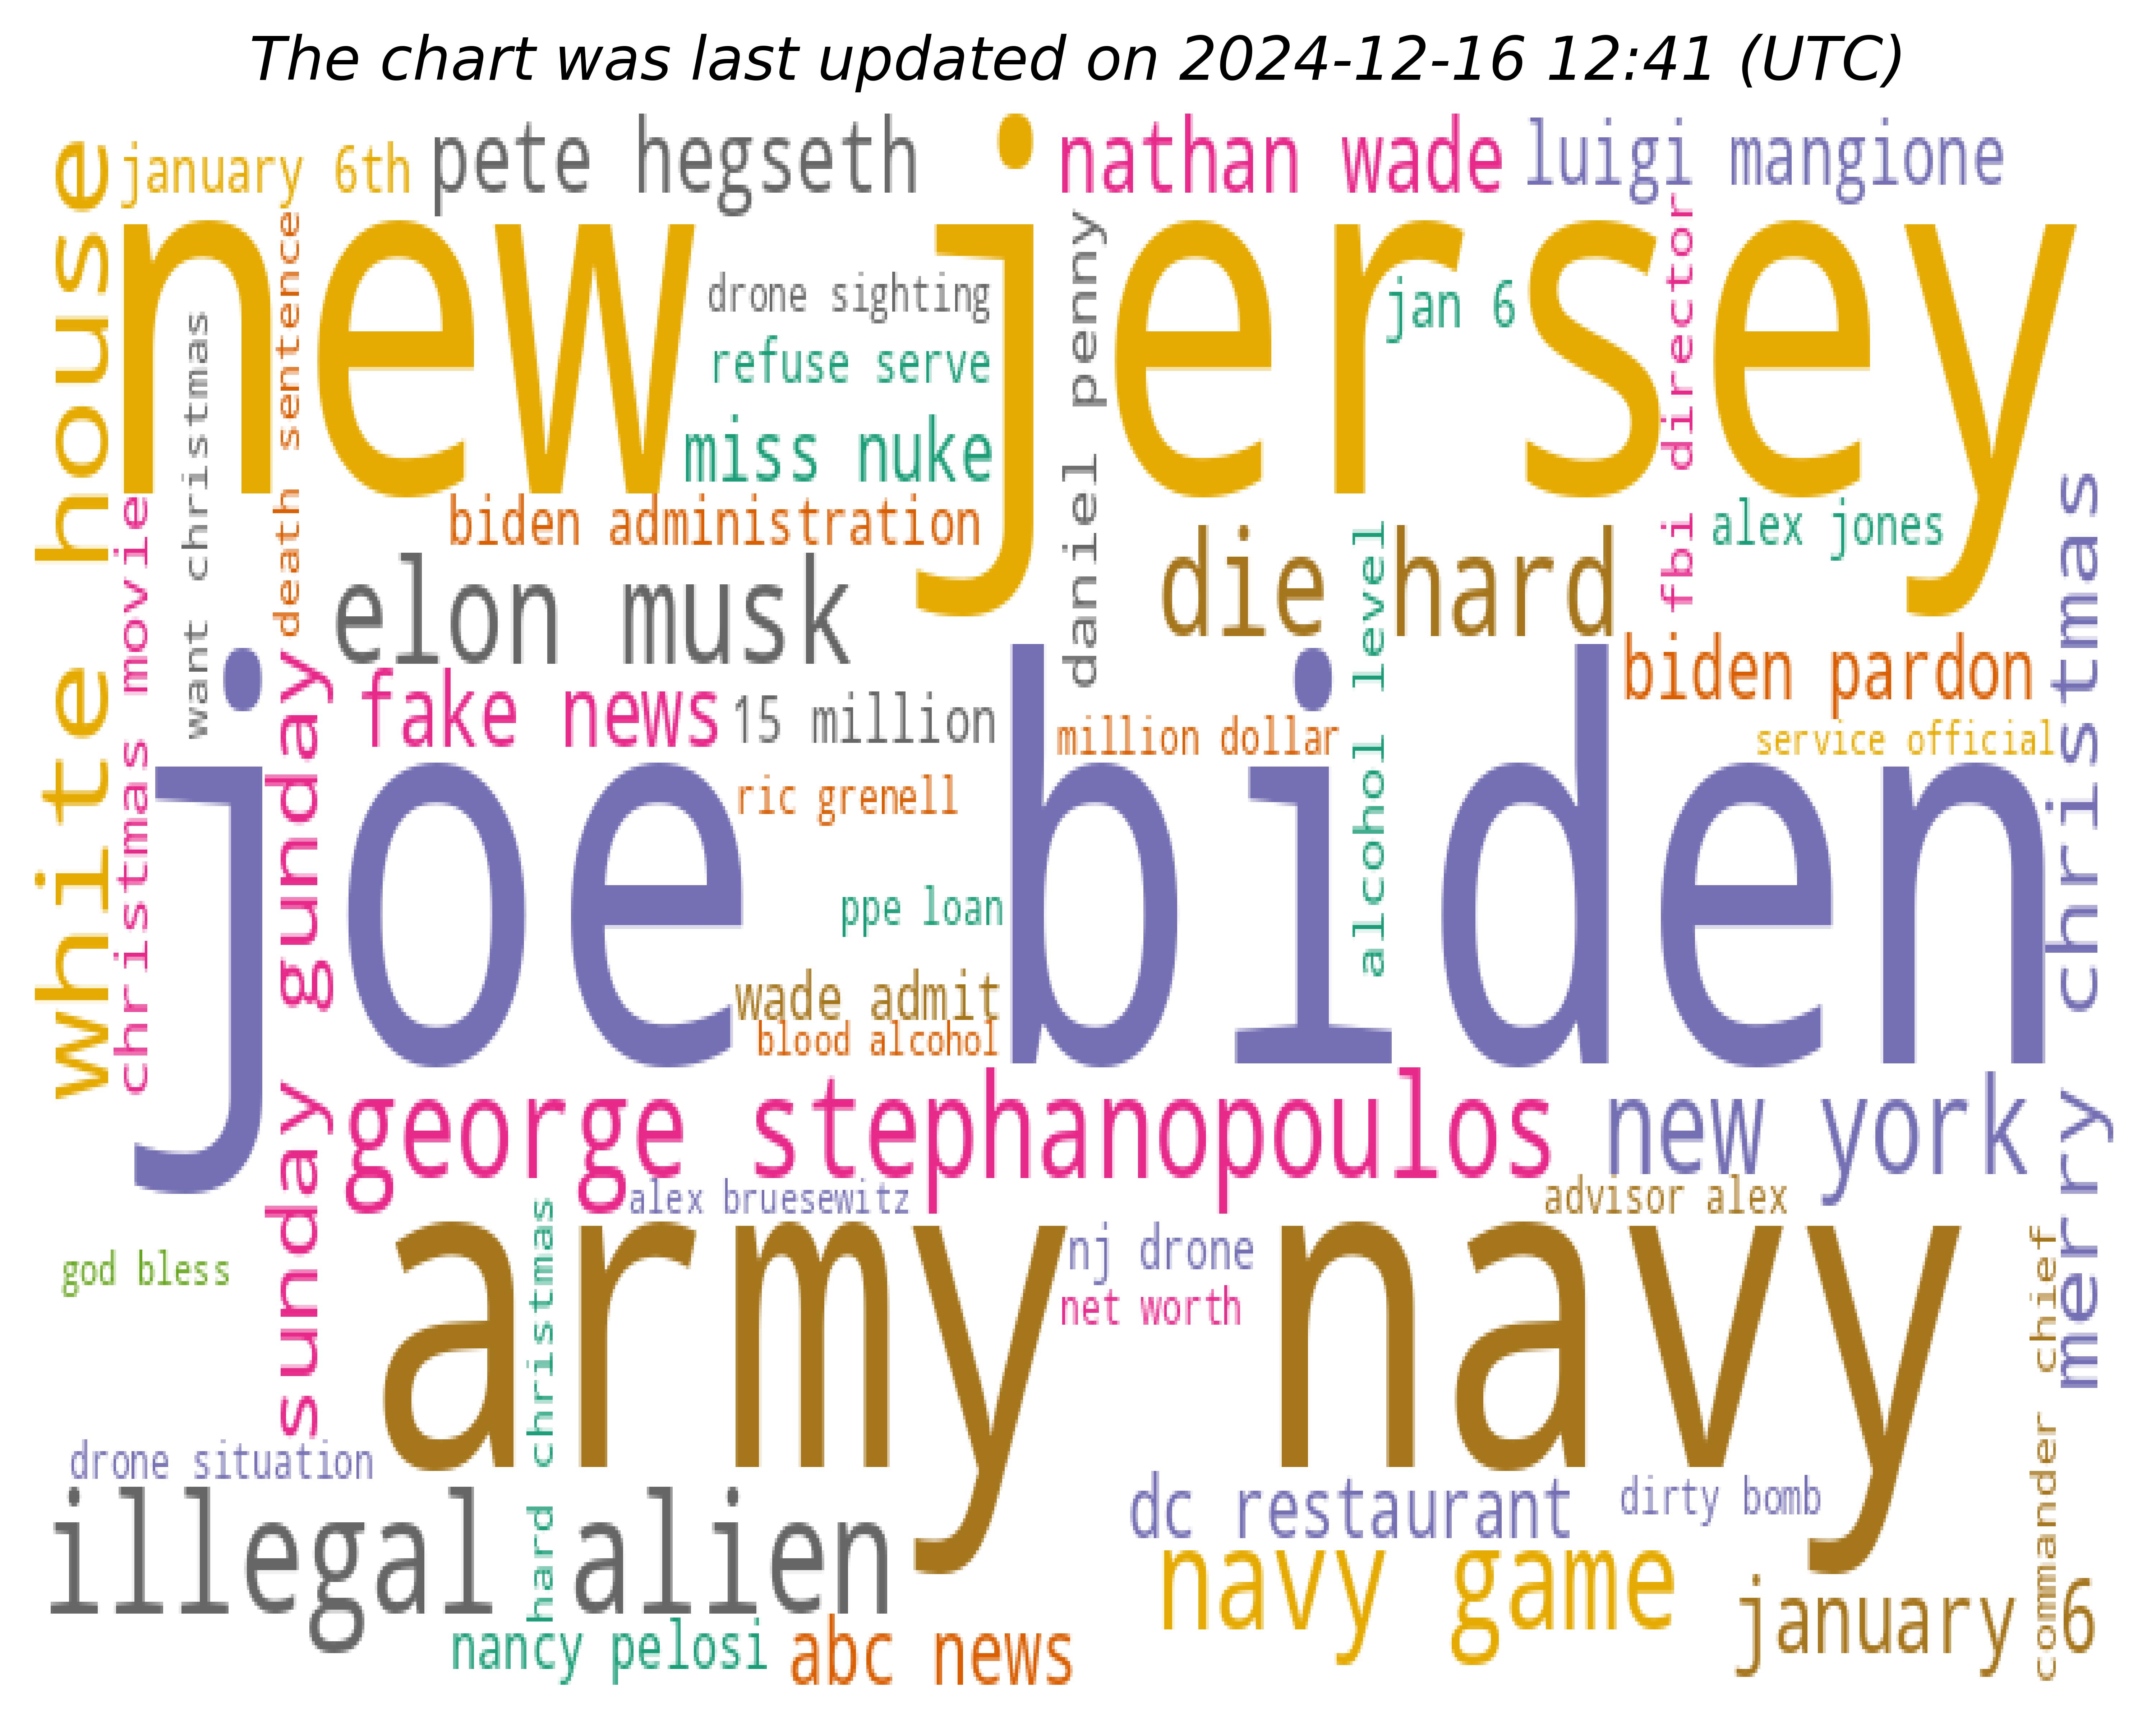 The chart was last updated on 2024-12-16 12:41 (UTC)
january 6th
pete hegseth
nathan wade
luigi mangione
white house
new jersey
death sentence
want christmas
drone sighting
refuse serve
miss nuke
daniel penny
jan 6
fbi director
biden administration
alex jones
christmas movie
elon musk
die hard
alcohol level
merry christmas
sunday gunday
fake news
15 million
million dollar
biden pardon
service official
joe biden
ric grenell
ppe loan
wade admit
blood alcohol
george stephanopoulos
new york
alex bruesewitz
advisor alex
army navy
god bless
hard christmas
nj drone
net worth
commander chief
drone situation
illegal alien
dc restaurant
dirty bomb
navy game
january 6
nancy pelosi
abc news